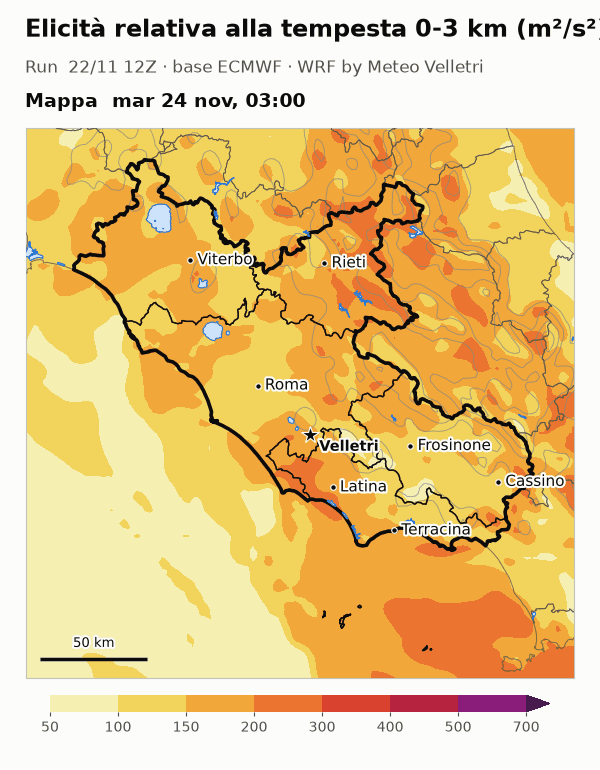 Elicità relativa alla tempesta 0-3 km (m²/s²)
Run 22/11 12Z · base ECMWF · WRF by Meteo Velletri
Mappa mar 24 nov, 03:00
Viterbo
Rieti
Roma
Velletri
Frosinone
Cassino
Latina
Terracina
50 km
50 100 150 200 300 400 500 700